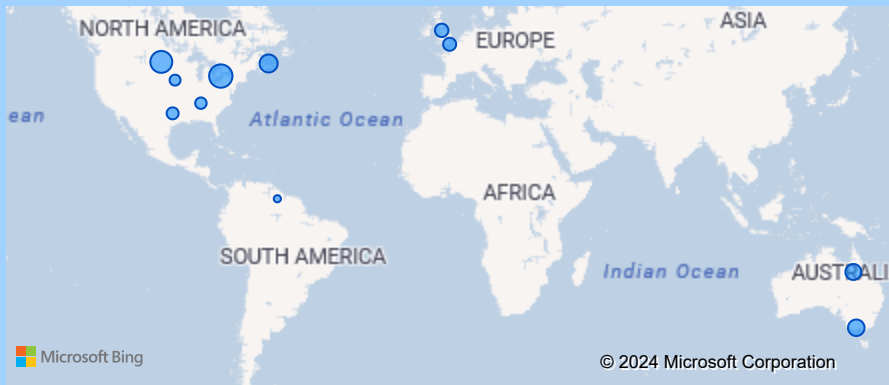 NORTH AMERICA
ASIA
EUROPE
ean
Atlantic Ocean
AFRICA
SOUTH AMERICA
Indian Ocean
AUSTRALI
Microsoft Bing
© 2024 Microsoft Corporation